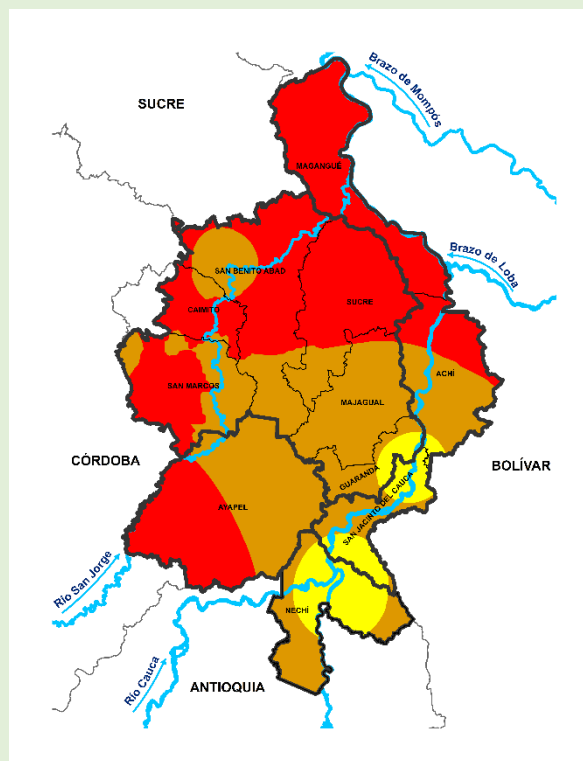 SUCRE
Brazo de Mompós
MAGANGUÉ
SAN BENITO ABAD
Brazo de Loba
CAIMITO
SUCRE
ACHÍ
SAN MARCOS
MAJAGUAL
CÓRDOBA
BOLÍVAR
GUARANDA
SAN JACINTO DEL CAUCA
AYAPEL
Río San Jorge
NECHÍ
Río Cauca
ANTIOQUIA